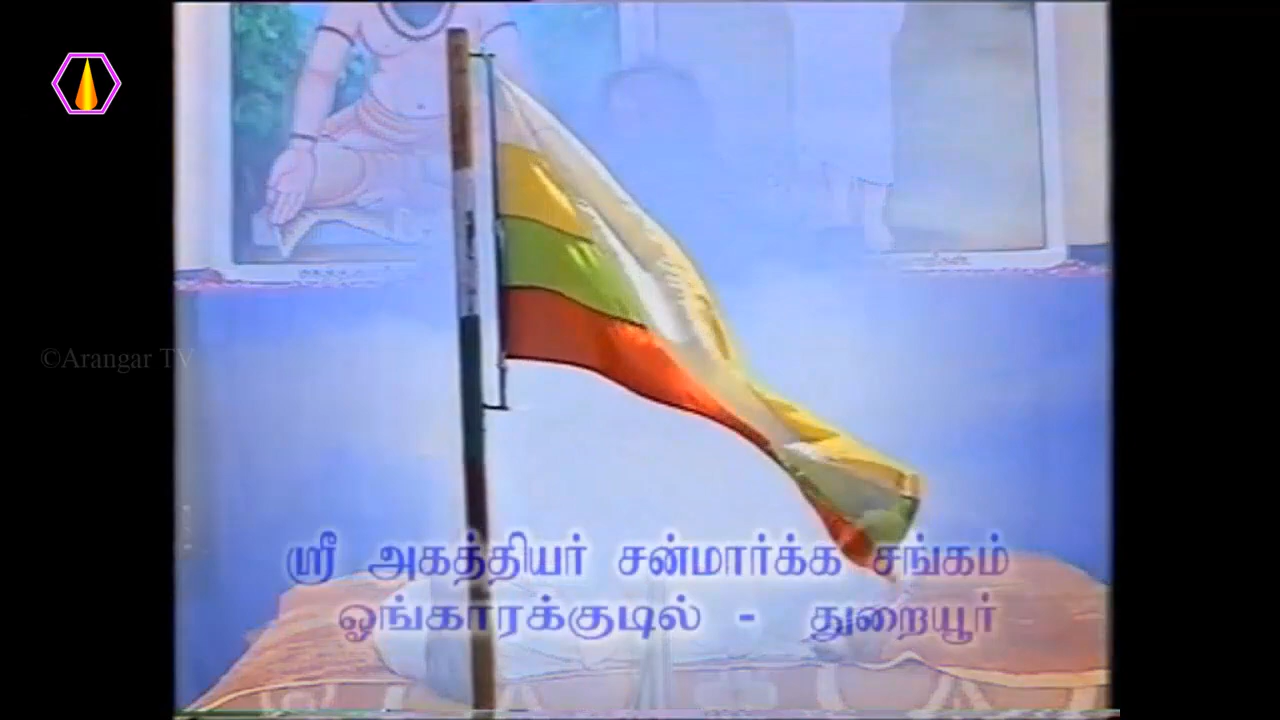 ©Arangar TV
ஸ்ரீ அகத்தியர் சன்மார்க்க சங்கம்
ஓங்காரக்குடில் - துறையூர்